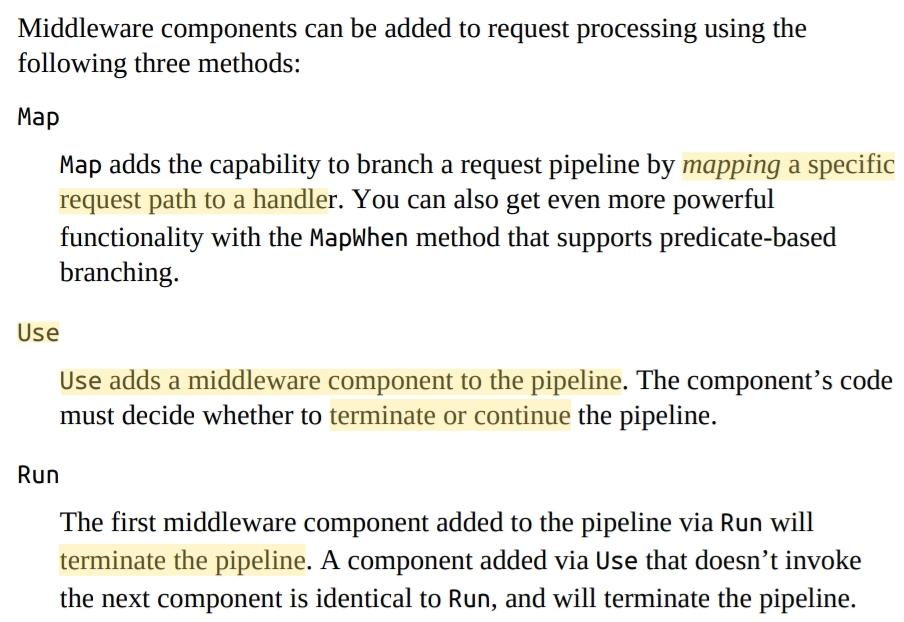 Middleware components can be added to request processing using the
following three methods:
Map
Map adds the capability to branch a request pipeline by mapping a specific
request path to a handler. You can also get even more powerful
functionality with the MapWhen method that supports predicate-based
branching.
Use
Use adds a middleware component to the pipeline. The component’s code
must decide whether to terminate or continue the pipeline.
Run
The first middleware component added to the pipeline via Run will
terminate the pipeline. A component added via Use that doesn’t invoke
the next component is identical to Run, and will terminate the pipeline.